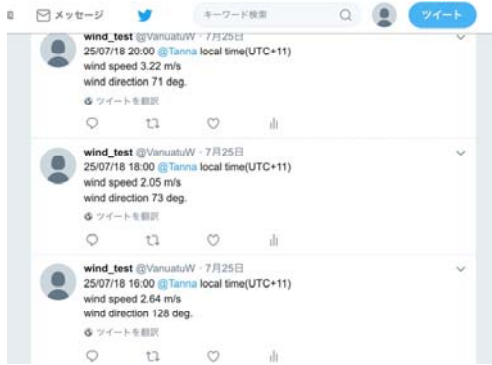 メッセージ
キーワード検索
ツイート
wind_test @VanuatuW · 7月25日
25/07/18 20:00 @Tanna local time(UTC+11)
wind speed 3.22 m/s
wind direction 71 deg.
ツイートを翻訳
wind_test @VanuatuW · 7月25日
25/07/18 18:00 @Tanna local time(UTC+11)
wind speed 2.05 m/s
wind direction 73 deg.
ツイートを翻訳
wind_test @VanuatuW · 7月25日
25/07/18 16:00 @Tanna local time(UTC+11)
wind speed 2.64 m/s
wind direction 128 deg.
ツイートを翻訳